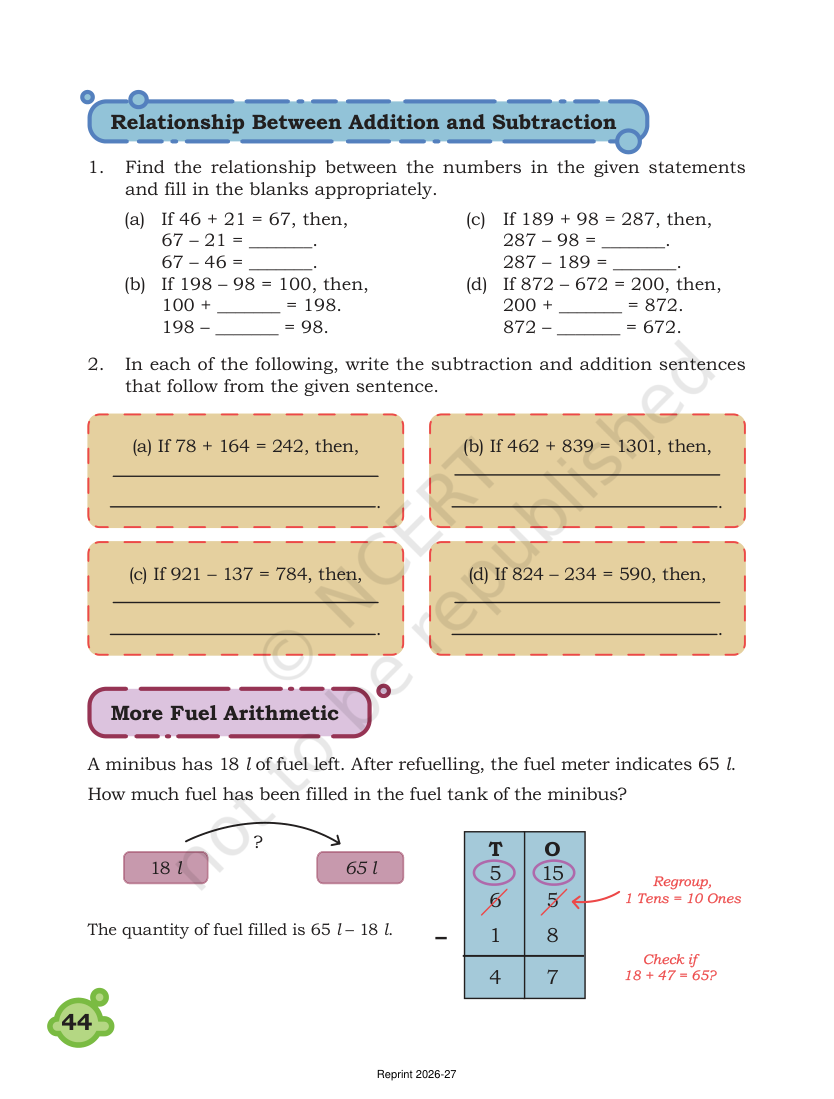 Relationship Between Addition and Subtraction
1. Find the relationship between the numbers in the given statements
and fill in the blanks appropriately.
(a) If 46 + 21 = 67, then,
67 – 21 = _______.
67 – 46 = _______.
(b) If 198 – 98 = 100, then,
100 + _______ = 198.
198 – _______ = 98.
(c) If 189 + 98 = 287, then,
287 – 98 = _______.
287 – 189 = _______.
(d) If 872 – 672 = 200, then,
200 + _______ = 872.
872 – _______ = 672.
2. In each of the following, write the subtraction and addition sentences
that follow from the given sentence.
(a) If 78 + 164 = 242, then,
.
(b) If 462 + 839 = 1301, then,
.
(c) If 921 – 137 = 784, then,
.
(d) If 824 – 234 = 590, then,
.
More Fuel Arithmetic
A minibus has 18 l of fuel left. After refuelling, the fuel meter indicates 65 l.
How much fuel has been filled in the fuel tank of the minibus?
?
18 l 65 l
The quantity of fuel filled is 65 l – 18 l.
T O
5 15
6 5
– 1 8
4 7
Regroup,
1 Tens = 10 Ones
Check if
18 + 47 = 65?
44
Reprint 2026-27
© NCERT
not to be republished